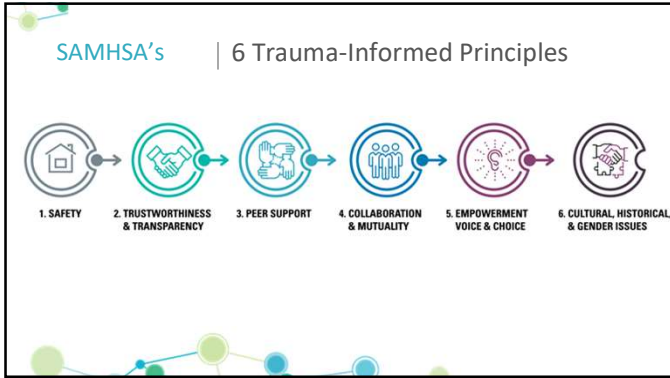 SAMHSA's | 6 Trauma-Informed Principles
1. SAFETY
2. TRUSTWORTHINESS
& TRANSPARENCY
3. PEER SUPPORT
4. COLLABORATION
& MUTUALITY
5. EMPOWERMENT
VOICE & CHOICE
6. CULTURAL, HISTORICAL,
& GENDER ISSUES